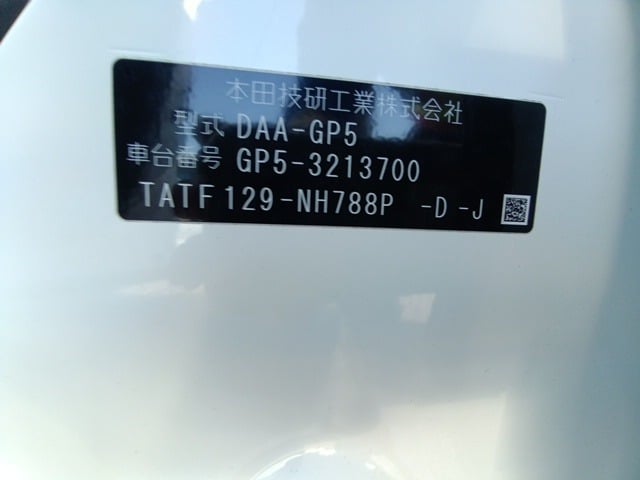 本田技研工業株式会社
型式 DAA-GP5
車台番号 GP5-3213700
TATF129-NH788P -D-J